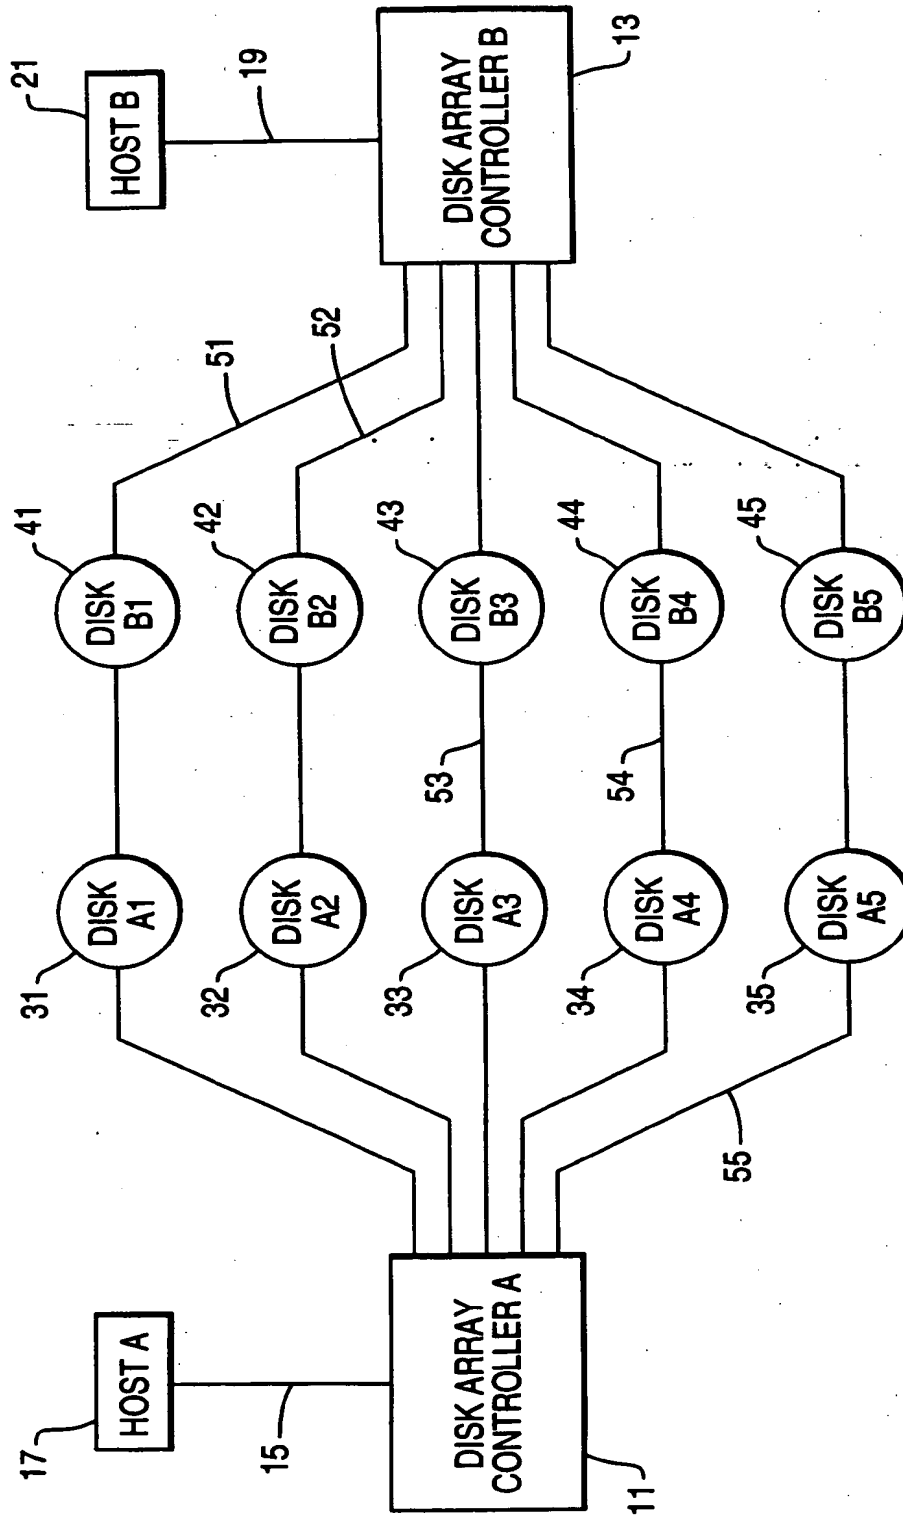 21
HOST B
19
DISK ARRAY
CONTROLLER B
13
51
52
41
DISK
B1
42
DISK
B2
43
DISK
B3
44
DISK
B4
45
DISK
B5
53
54
31
DISK
A1
32
DISK
A2
33
DISK
A3
34
DISK
A4
35
DISK
A5
55
17
HOST A
15
DISK ARRAY
CONTROLLER A
11